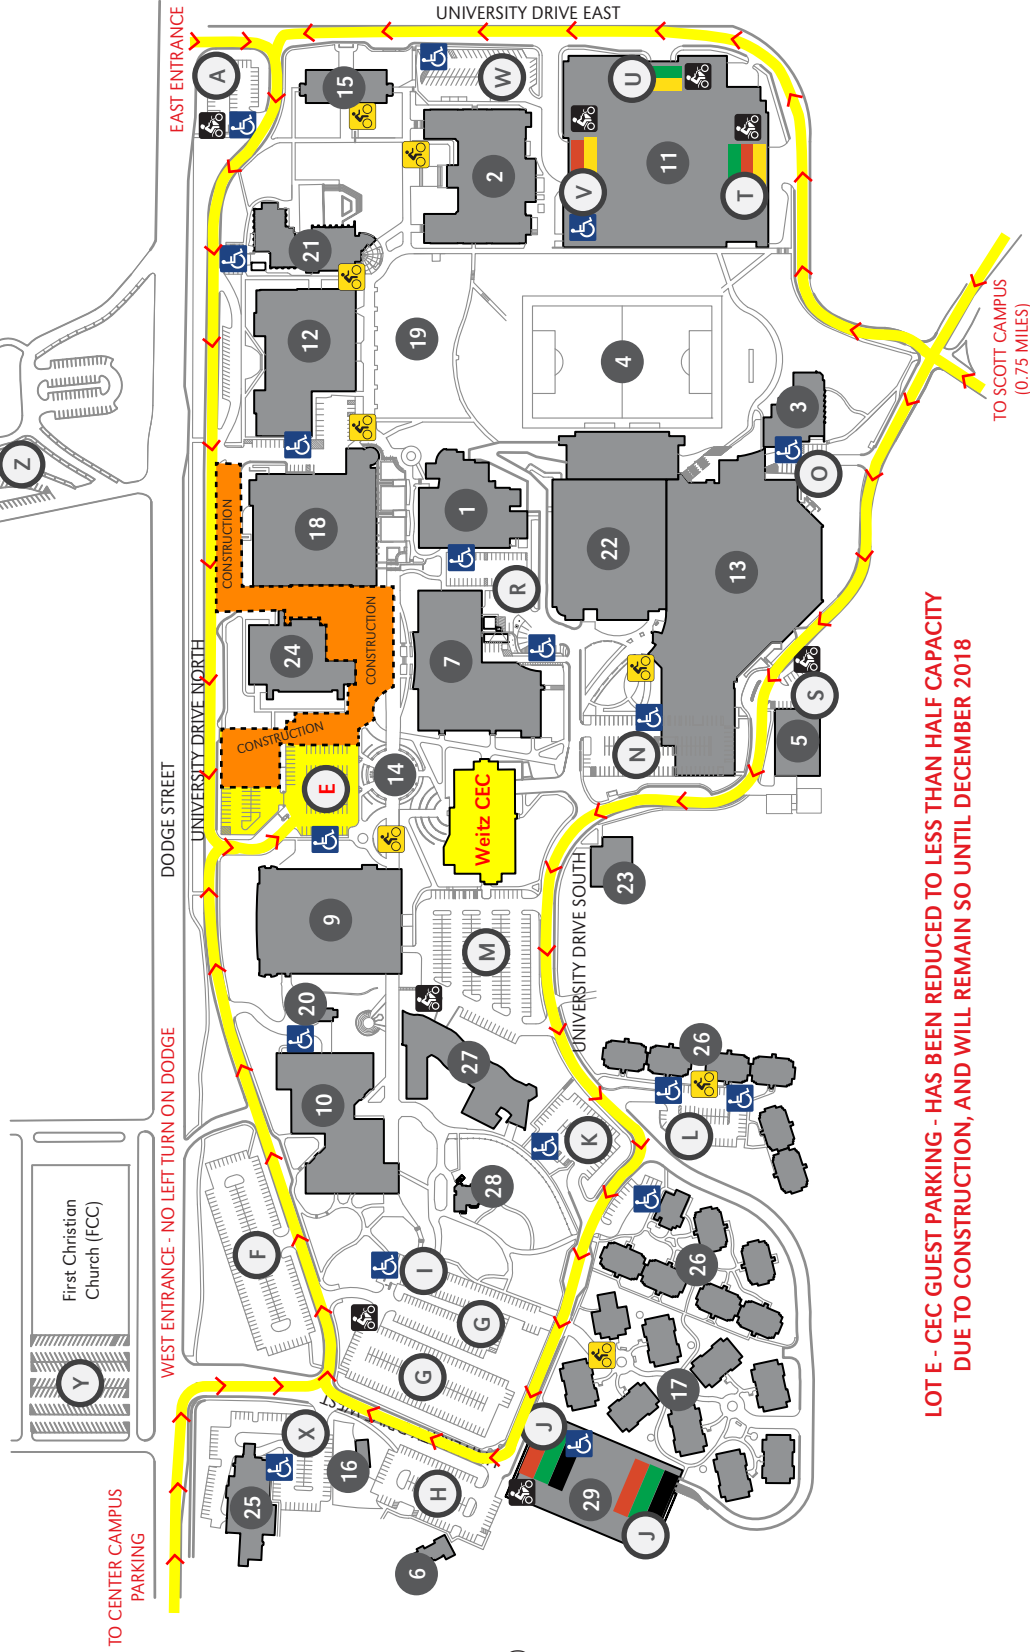 UNIVERSITY DRIVE EAST
EAST ENTRANCE
A
15
W
U
2
11
V
T
21
12
19
4
TO SCOTT CAMPUS
(0.75 MILES)
3
O
Z
CONSTRUCTION
18
1
R
22
13
CONSTRUCTION
24
7
UNIVERSITY DRIVE NORTH
CONSTRUCTION
N
S
5
DODGE STREET
E
14
Weitz CEC
9
M
UNIVERSITY DRIVE SOUTH
23
20
10
27
26
K
L
WEST ENTRANCE - NO LEFT TURN ON DODGE
First Christian
Church (FCC)
Y
F
28
I
G
G
26
17
X
16
25
H
6
J
29
J
TO CENTER CAMPUS
PARKING
LOT E - CEC GUEST PARKING - HAS BEEN REDUCED TO LESS THAN HALF CAPACITY
DUE TO CONSTRUCTION, AND WILL REMAIN SO UNTIL DECEMBER 2018